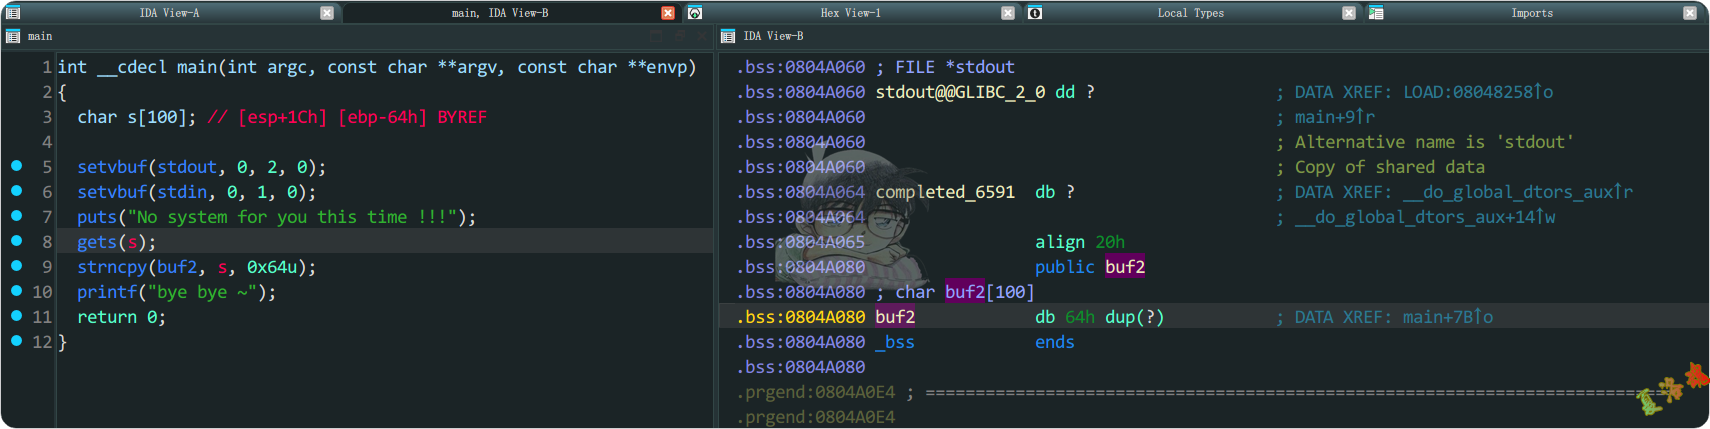 IDA View-A
main, IDA View-B
Hex View-1
Local Types
Imports
main
1 int __cdecl main(int argc, const char **argv, const char **envp)
2 {
3 char s[100]; // [esp+1Ch] [ebp-64h] BYREF
4
5 setvbuf(stdout, 0, 2, 0);
6 setvbuf(stdin, 0, 1, 0);
7 puts("No system for you this time !!!");
8 gets(s);
9 strncpy(buf2, s, 0x64u);
10 printf("bye bye ~");
11 return 0;
12 }
IDA View-B
.bss:0804A060 ; FILE *stdout
.bss:0804A060 stdout@@GLIBC_2_0 dd ? ; DATA XREF: LOAD:08048258↑o
.bss:0804A060 ; main+9↑r
.bss:0804A060 ; Alternative name is 'stdout'
.bss:0804A060 ; Copy of shared data
.bss:0804A064 completed_6591 db ? ; DATA XREF: __do_global_dtors_aux↑r
.bss:0804A064 ; __do_global_dtors_aux+14↑w
.bss:0804A065 align 20h
.bss:0804A080 public buf2
.bss:0804A080 ; char buf2[100]
.bss:0804A080 buf2 db 64h dup(?) ; DATA XREF: main+7B↑o
.bss:0804A080 _bss ends
.bss:0804A080
.prgend:0804A0E4 ; ===========================================================================
.prgend:0804A0E4